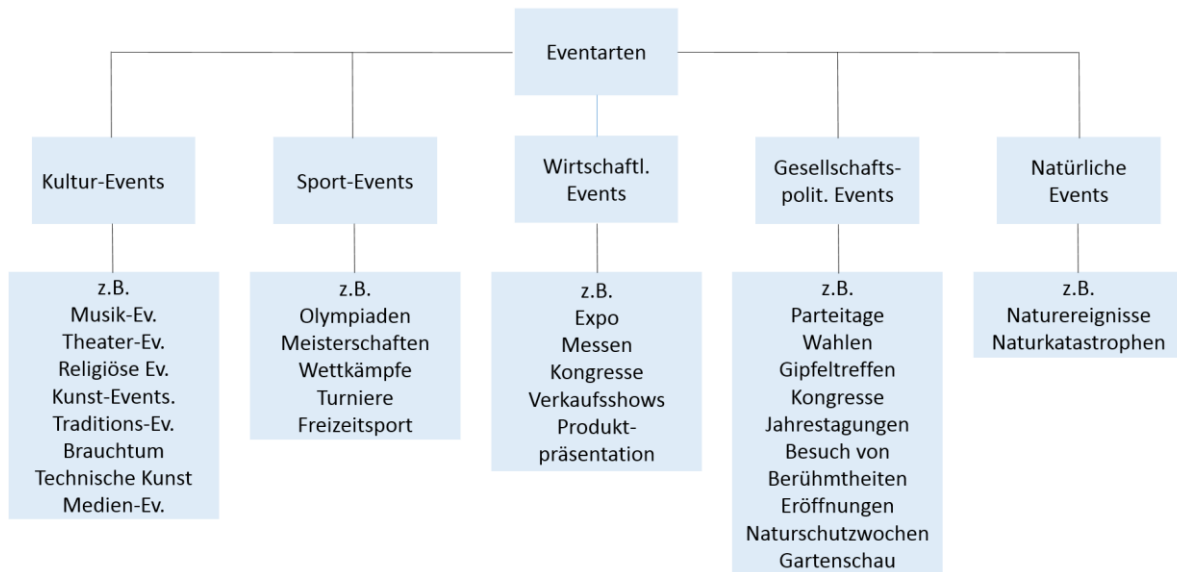 Eventarten
Kultur-Events
Sport-Events
Wirtschaftl.
Events
Gesellschafts-
polit. Events
Natürliche
Events
z.B.
Musik-Ev.
Theater-Ev.
Religiöse Ev.
Kunst-Events.
Traditions-Ev.
Brauchtum
Technische Kunst
Medien-Ev.
z.B.
Olympiaden
Meisterschaften
Wettkämpfe
Turniere
Freizeitsport
z.B.
Expo
Messen
Kongresse
Verkaufsshows
Produkt-
präsentation
z.B.
Parteitage
Wahlen
Gipfeltreffen
Kongresse
Jahrestagungen
Besuch von
Berühmtheiten
Eröffnungen
Naturschutzwochen
Gartenschau
z.B.
Naturereignisse
Naturkatastrophen